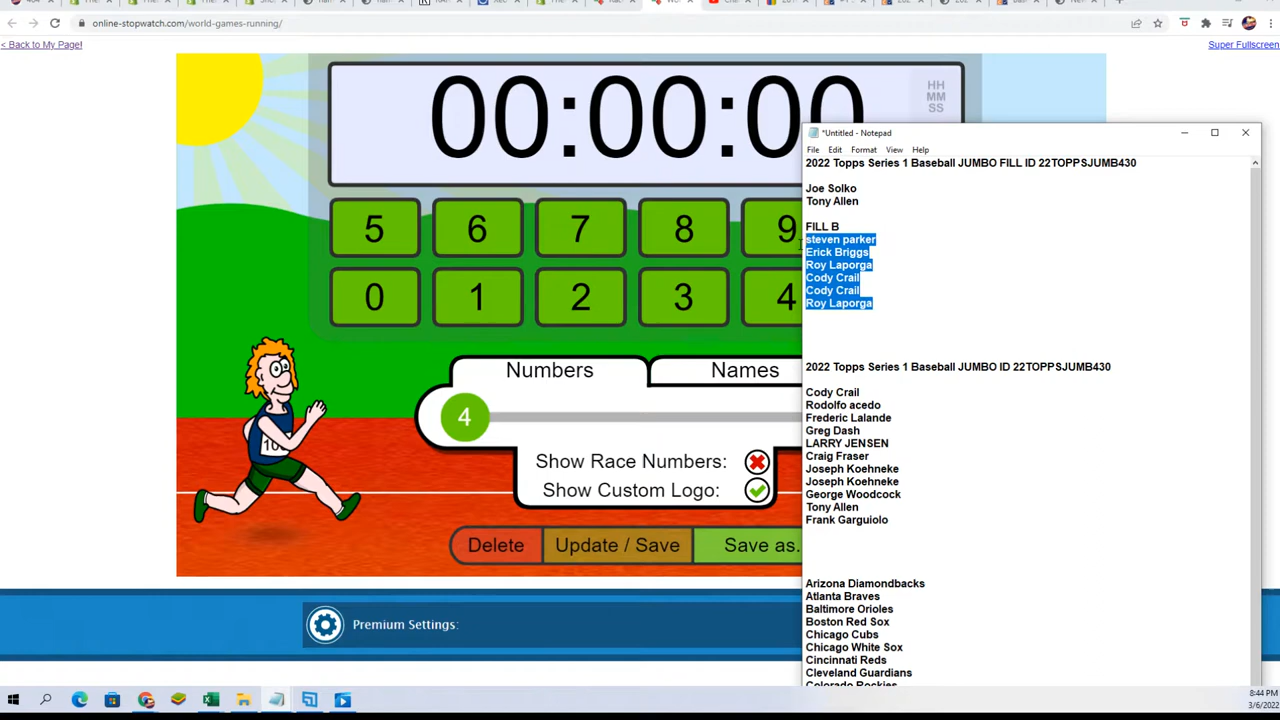 online-stopwatch.com/world-games-running/
< Back to My Page!
Super Fullscreen
00:00:00
HH
MM
SS
5 6 7 8 9
0 1 2 3 4
Numbers
Names
4
Show Race Numbers:
Show Custom Logo:
Delete
Update / Save
Save as.
Premium Settings:
*Untitled - Notepad
File Edit Format View Help
2022 Topps Series 1 Baseball JUMBO FILL ID 22TOPPSJUMB430
Joe Solko
Tony Allen
FILL B
steven parker
Erick Briggs
Roy Laporga
Cody Crail
Cody Crail
Roy Laporga
2022 Topps Series 1 Baseball JUMBO ID 22TOPPSJUMB430
Cody Crail
Rodolfo acedo
Frederic Lalande
Greg Dash
LARRY JENSEN
Craig Fraser
Joseph Koehneke
Joseph Koehneke
George Woodcock
Tony Allen
Frank Garguiolo
Arizona Diamondbacks
Atlanta Braves
Baltimore Orioles
Boston Red Sox
Chicago Cubs
Chicago White Sox
Cincinnati Reds
Cleveland Guardians
Colorado Rockies
8:44 PM
3/6/2022